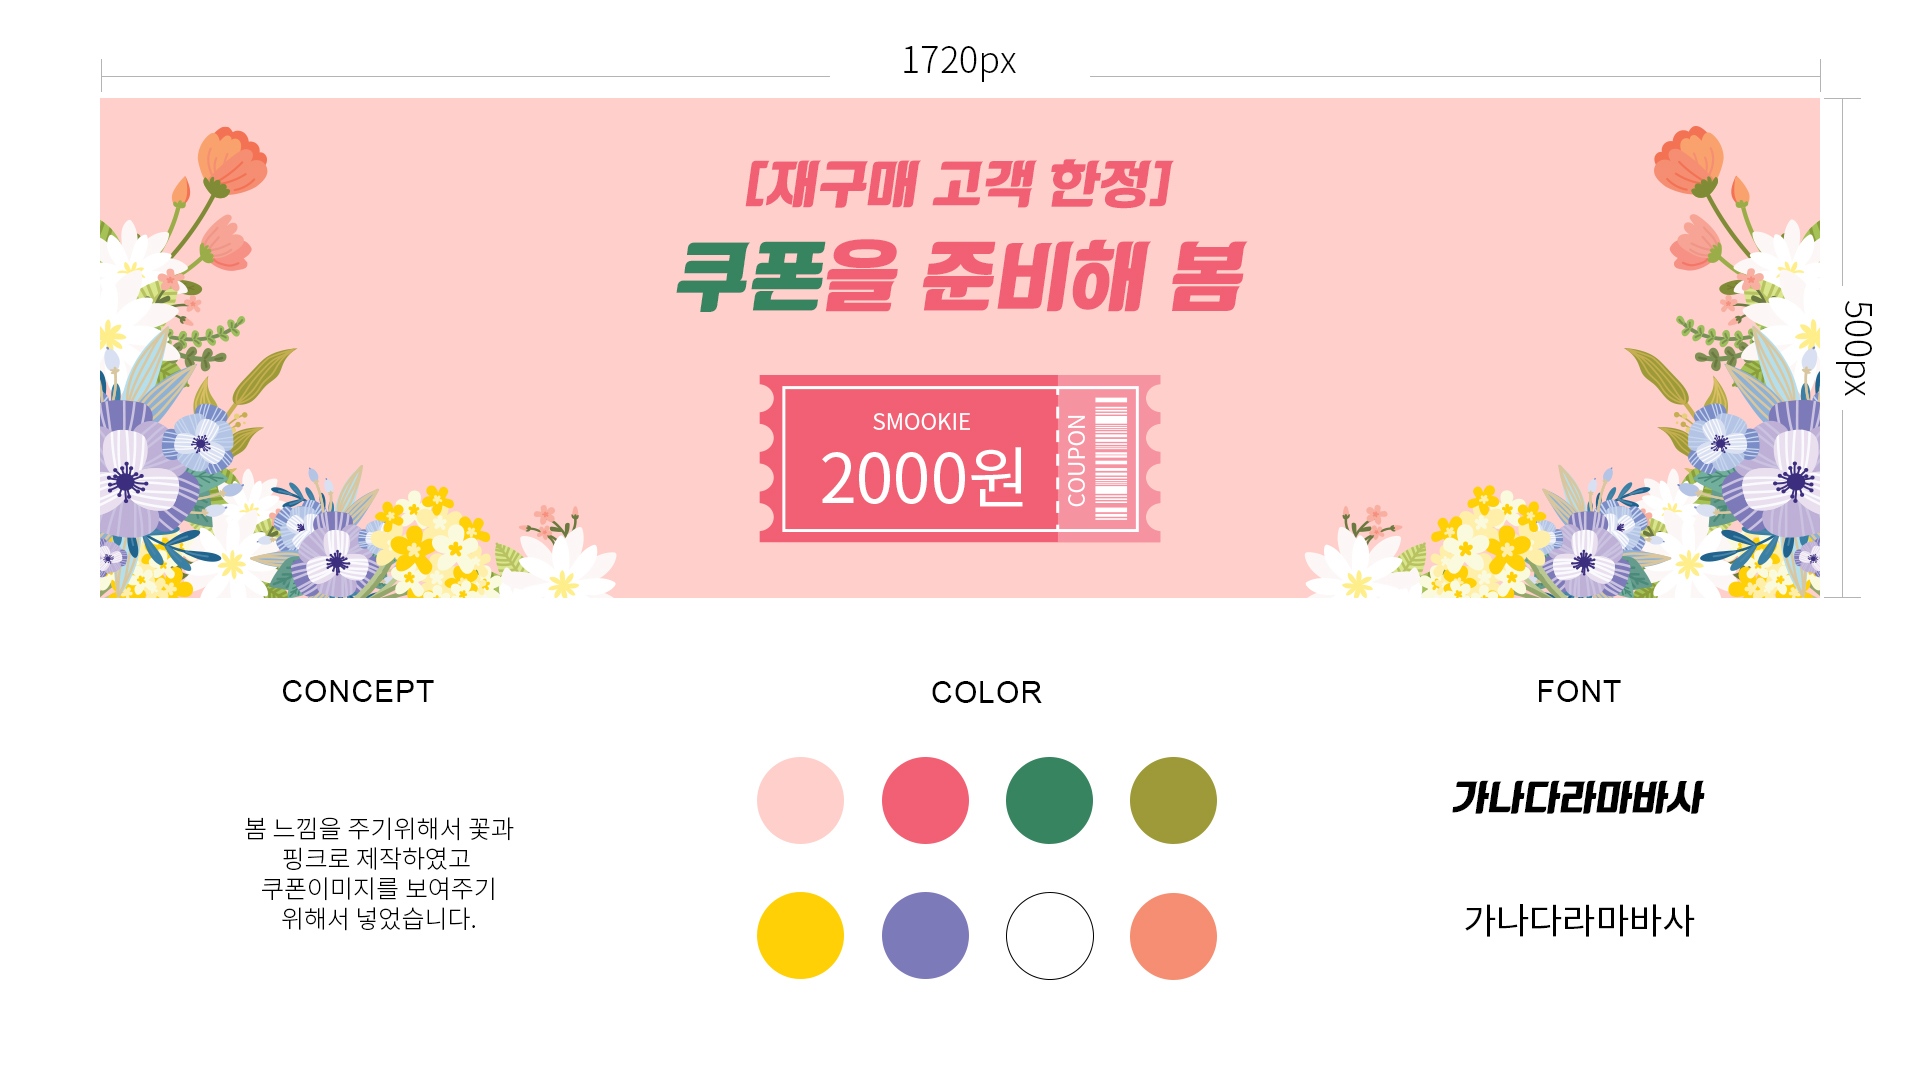 1720px
[재구매 고객 한정]
쿠폰을 준비해 봄
SMOOKIE
2000원
COUPON
500px
CONCEPT
봄 느낌을 주기위해서 꽃과
핑크로 제작하였고
쿠폰이미지를 보여주기
위해서 넣었습니다.
COLOR
FONT
가나다라마바사
가나다라마바사